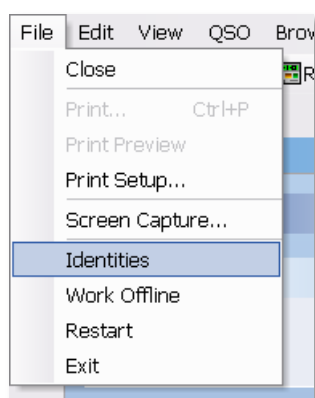 File Edit View QSO
Close
Print... Ctrl+P
Print Preview
Print Setup...
Screen Capture...
Identities
Work Offline
Restart
Exit